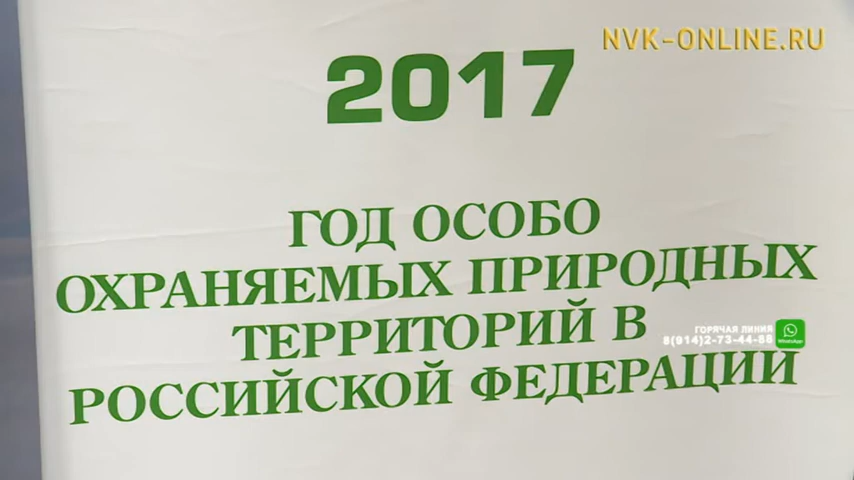 NVK-ONLINE.RU
2017
ГОД ОСОБО
ОХРАНЯЕМЫХ ПРИРОДНЫХ
ТЕРРИТОРИЙ В
РОССИЙСКОЙ ФЕДЕРАЦИИ
ГОРЯЧАЯ ЛИНИЯ
8(914)2-73-44-88
WhatsApp